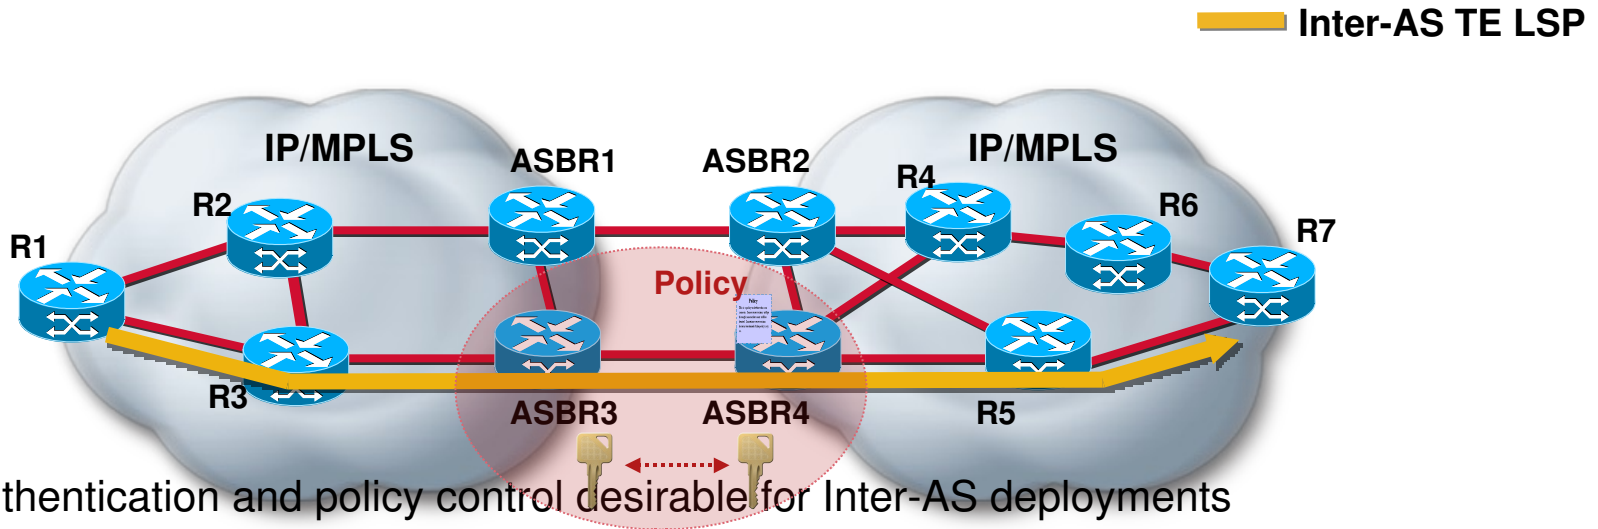 Inter-AS TE LSP
IP/MPLS
IP/MPLS
ASBR1
ASBR2
R4
R2
R6
R1
R7
Policy
Policy
R3
ASBR3
ASBR4
R5
thentication and policy control desirable for Inter-AS deployments